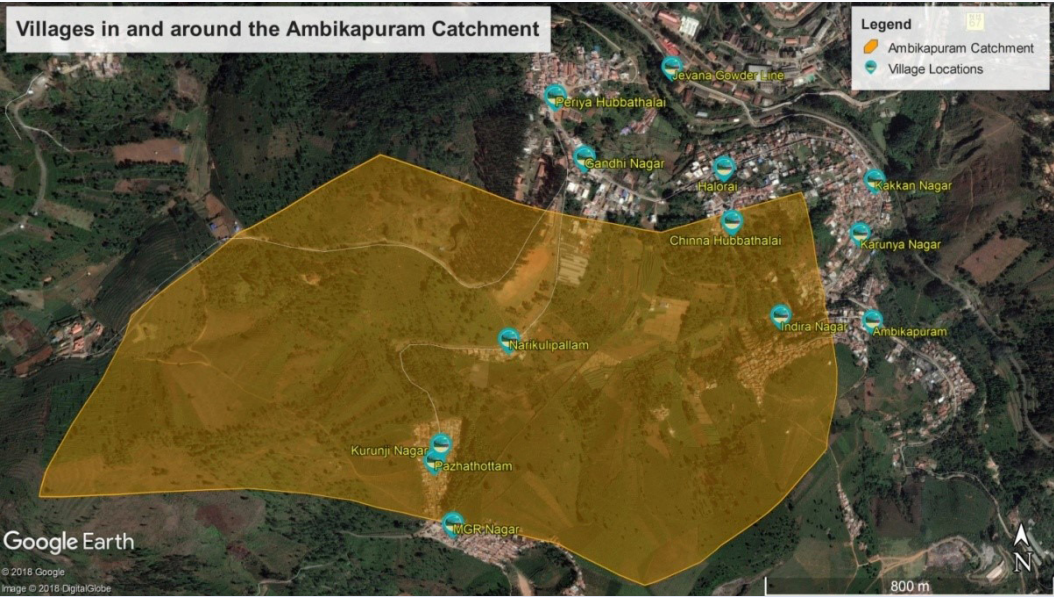 Villages in and around the Ambikapuram Catchment
Legend
Ambikapuram Catchment
Village Locations
Jevana Gowder Line
Periya Hubbathalai
Gandhi Nagar
Halorai
Kakkan Nagar
Chinna Hubbathalai
Karunya Nagar
Indira Nagar
Ambikapuram
Narikulipallam
Kurunji Nagar
Pazhathottam
MGR Nagar
Google Earth
© 2018 Google
Image © 2018 DigitalGlobe
N
800 m